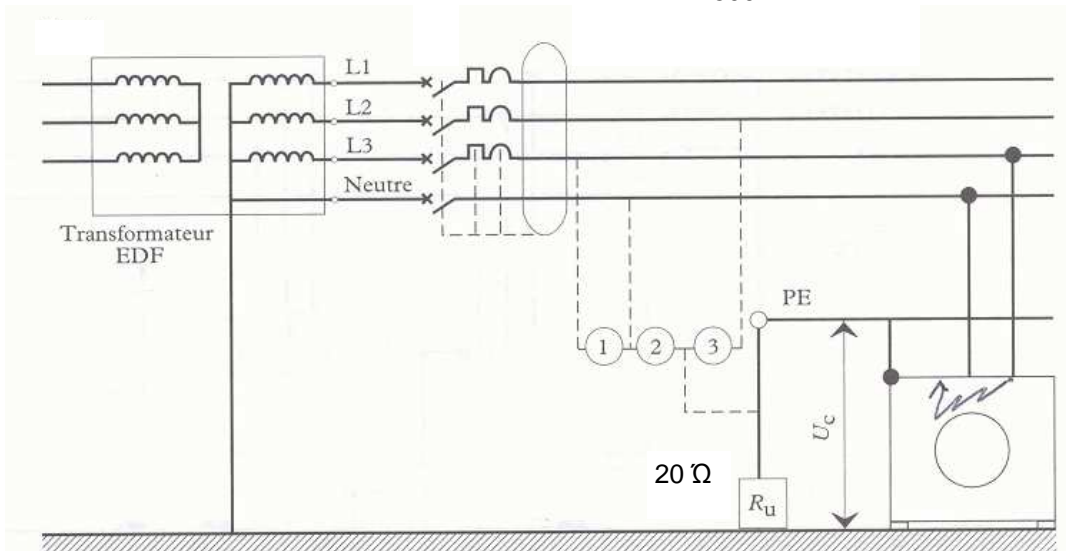 L1
L2
L3
Neutre
Transformateur
EDF
PE
1
2
3
Uc
20 Ώ
Ru